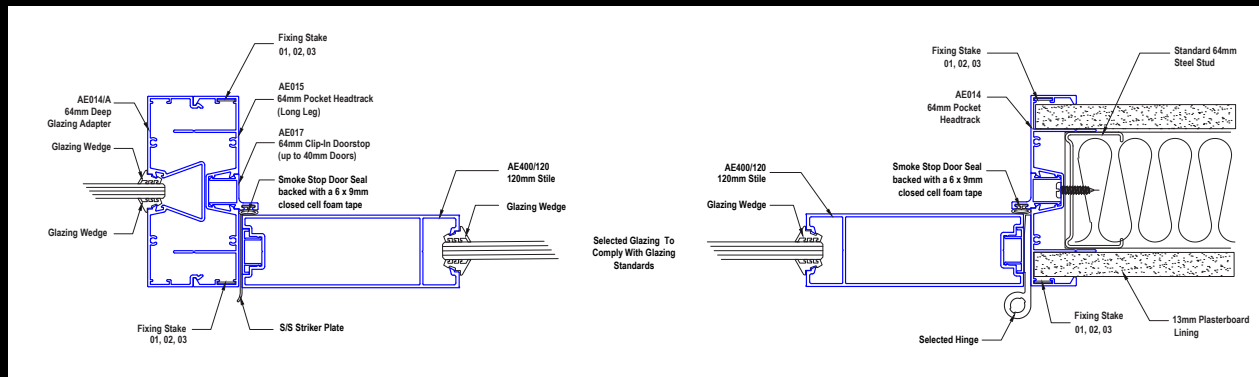 Fixing Stake
01, 02, 03
AE015
64mm Pocket Headtrack
(Long Leg)
AE014/A
64mm Deep
Glazing Adapter
AE017
64mm Clip-In Doorstop
(up to 40mm Doors)
Glazing Wedge
Smoke Stop Door Seal
backed with a 6 x 9mm
closed cell foam tape
AE400/120
120mm Stile
Glazing Wedge
Glazing Wedge
Fixing Stake
01, 02, 03
S/S Striker Plate
Selected Glazing To
Comply With Glazing
Standards
Fixing Stake
01, 02, 03
Standard 64mm
Steel Stud
AE014
64mm Pocket
Headtrack
AE400/120
120mm Stile
Smoke Stop Door Seal
backed with a 6 x 9mm
closed cell foam tape
Glazing Wedge
Selected Hinge
Fixing Stake
01, 02, 03
13mm Plasterboard
Lining